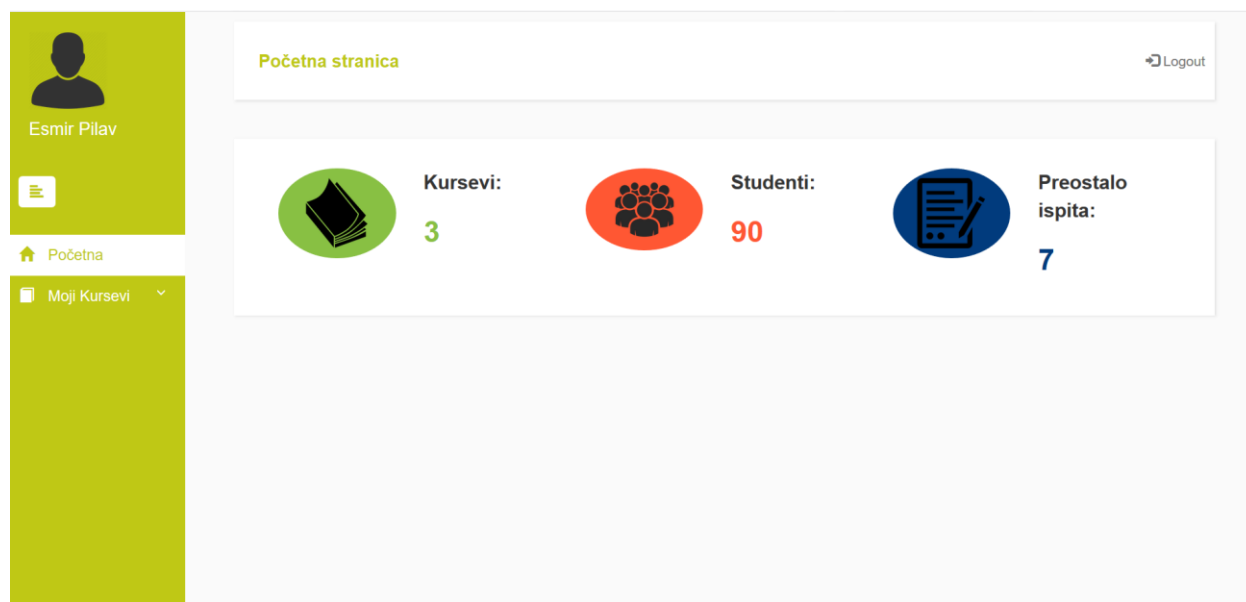 Esmir Pilav
Početna
Moji Kursevi
Početna stranica
Logout
Kursevi:
3
Studenti:
90
Preostalo
ispita:
7